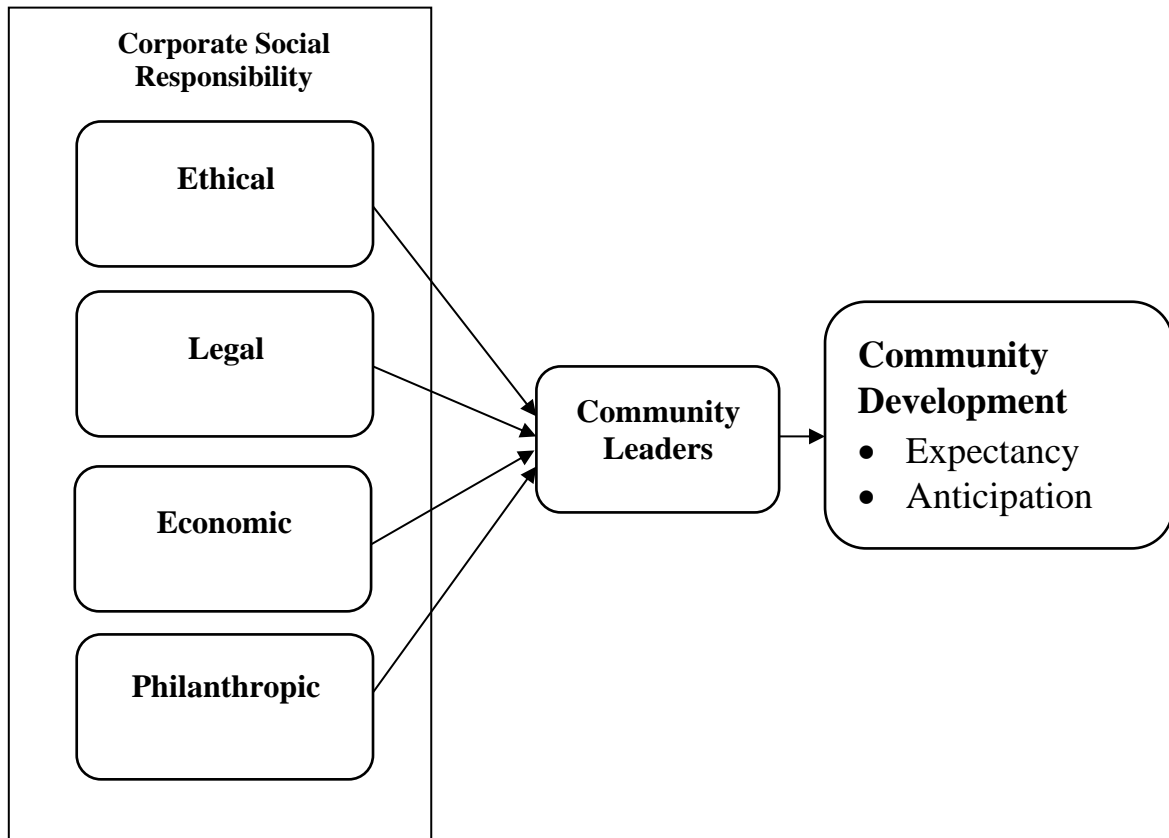 Corporate Social
Responsibility
Ethical
Legal
Economic
Philanthropic
Community
Leaders
Community
Development
• Expectancy
• Anticipation